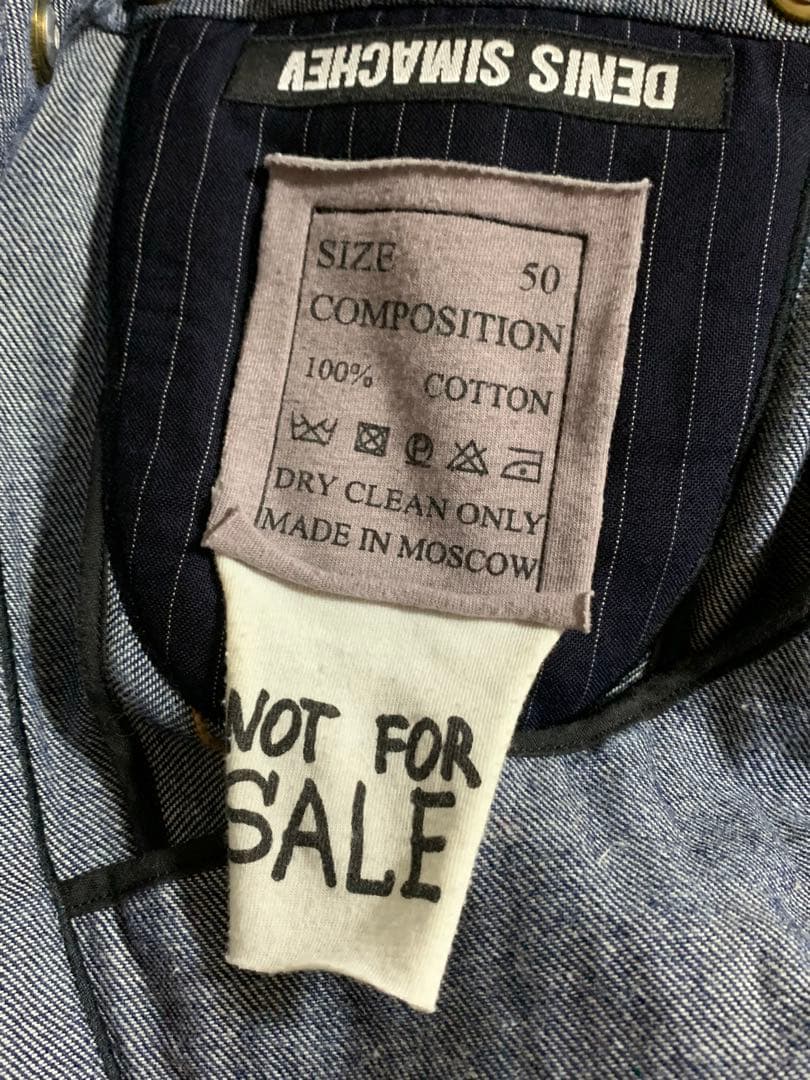 DENIS SIMACHEV
SIZE 50
COMPOSITION
100% COTTON
P
DRY CLEAN ONLY
MADE IN MOSCOW
NOT FOR
SALE